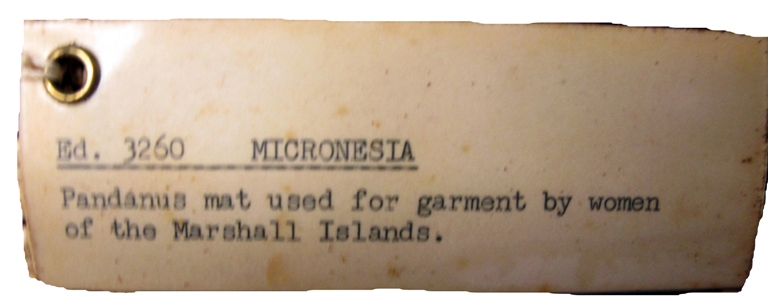 Ed. 3260 MICRONESIA
Pandanus mat used for garment by women
of the Marshall Islands.